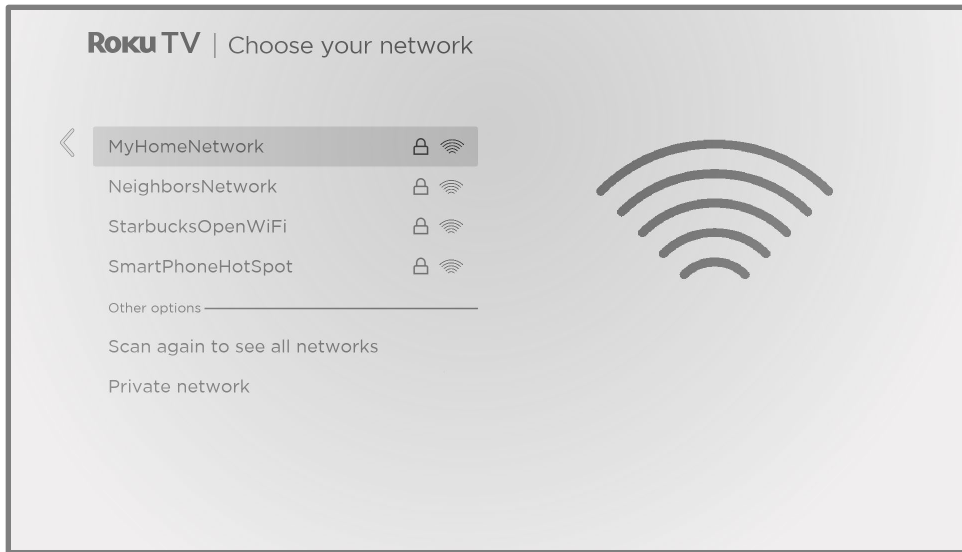 Roku TV | Choose your network
MyHomeNetwork
NeighborsNetwork
StarbucksOpenWiFi
SmartPhoneHotSpot
Other options
Scan again to see all networks
Private network